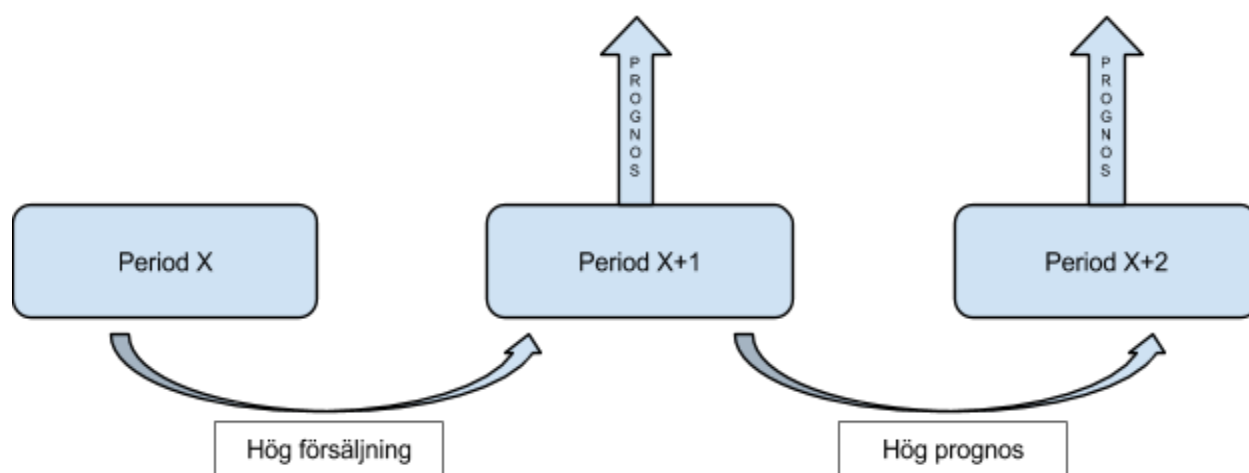 PROGNOS
PROGNOS
Period X
Period X+1
Period X+2
Hög försäljning
Hög prognos